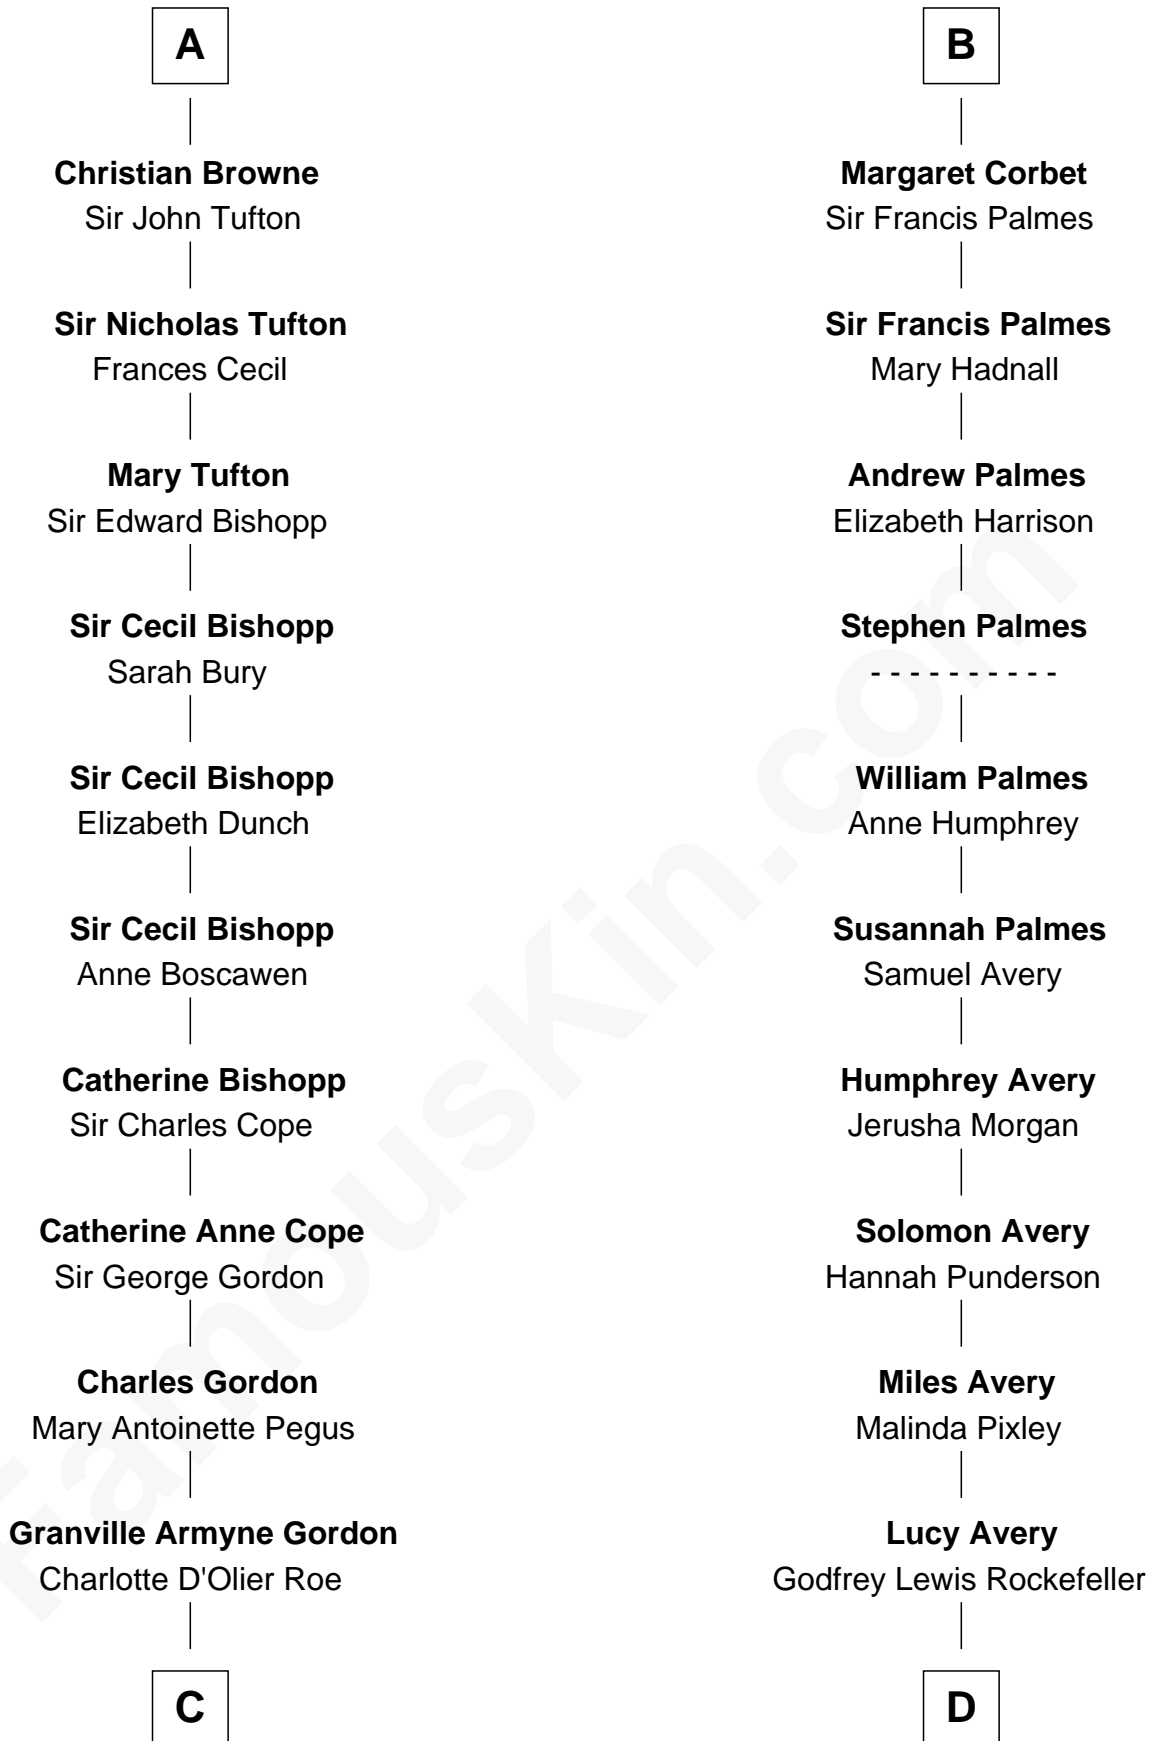 A
Christian Browne
Sir John Tufton
Sir Nicholas Tufton
Frances Cecil
Mary Tufton
Sir Edward Bishopp
Sir Cecil Bishopp
Sarah Bury
Sir Cecil Bishopp
Elizabeth Dunch
Sir Cecil Bishopp
Anne Boscawen
Catherine Bishopp
Sir Charles Cope
Catherine Anne Cope
Sir George Gordon
Charles Gordon
Mary Antoinette Pegus
Granville Armyne Gordon
Charlotte D'Olier Roe
C
B
Margaret Corbet
Sir Francis Palmes
Sir Francis Palmes
Mary Hadnall
Andrew Palmes
Elizabeth Harrison
Stephen Palmes
- - - - - - - - - -
William Palmes
Anne Humphrey
Susannah Palmes
Samuel Avery
Humphrey Avery
Jerusha Morgan
Solomon Avery
Hannah Punderson
Miles Avery
Malinda Pixley
Lucy Avery
Godfrey Lewis Rockefeller
D
FamousKin.com